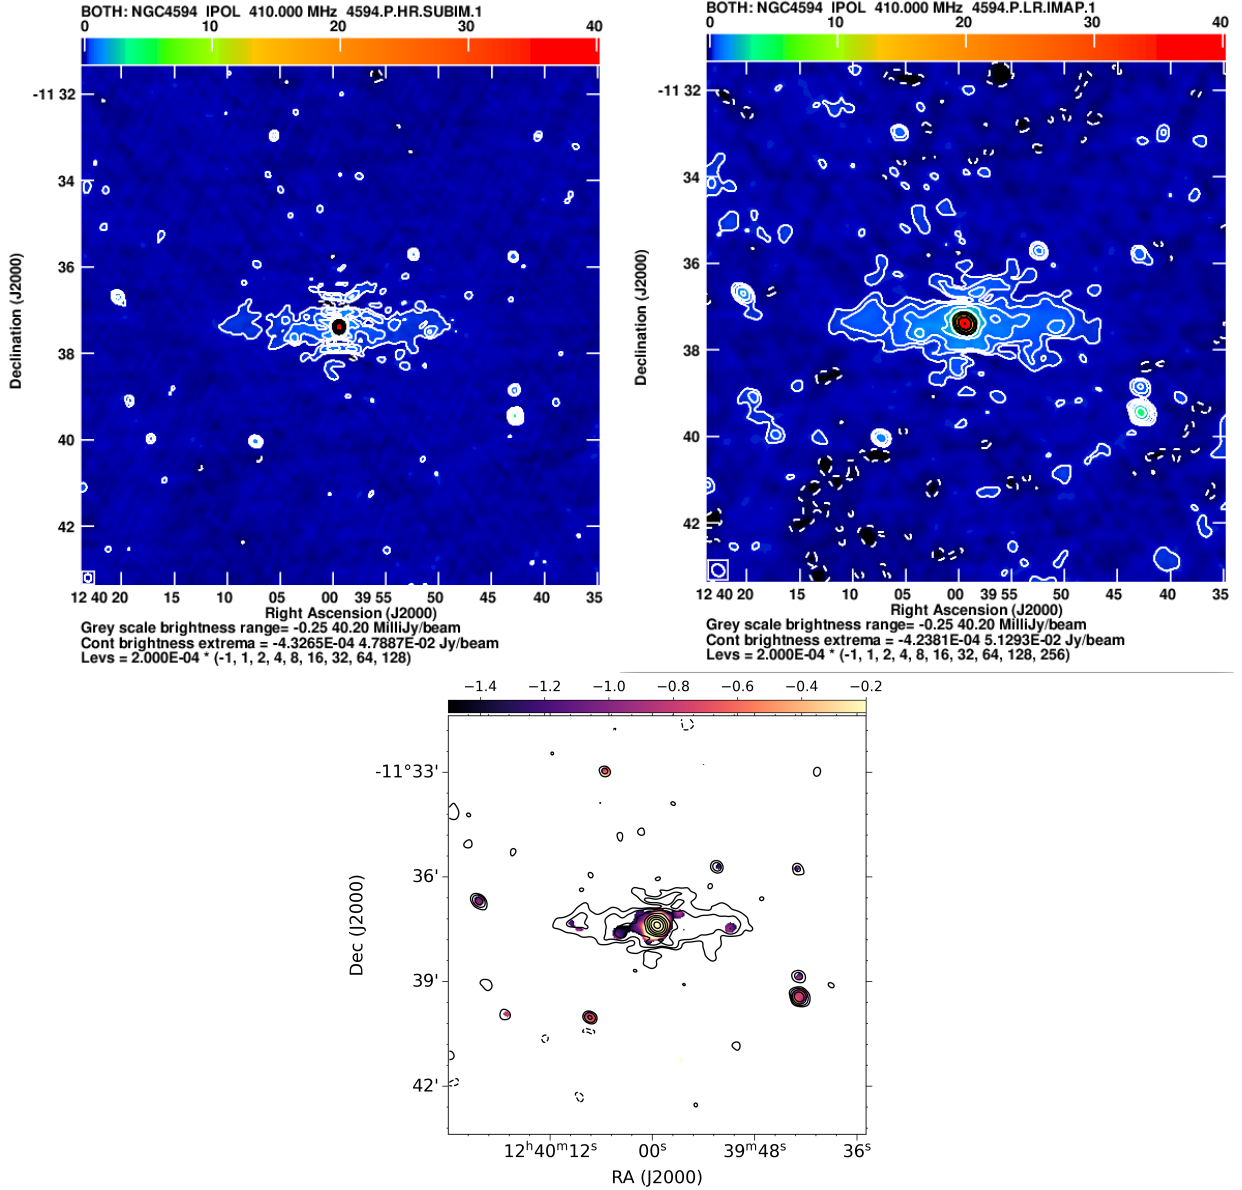 BOTH: NGC4594 IPOL 410.000 MHz 4594.P.HR.SUBIM.1
0 10 20 30 40
-11 32
34
36
38
40
42
Declination (J2000)
12 40 20 15 10 05 00 39 55 50 45 40 35
Right Ascension (J2000)
Grey scale brightness range= -0.25 40.20 MilliJy/beam
Cont brightness extrema = -4.3265E-04 4.7887E-02 Jy/beam
Levs = 2.000E-04 * (-1, 1, 2, 4, 8, 16, 32, 64, 128)
BOTH: NGC4594 IPOL 410.000 MHz 4594.P.LR.IMAP.1
0 10 20 30 40
-11 32
34
36
38
40
42
Declination (J2000)
12 40 20 15 10 05 00 39 55 50 45 40 35
Right Ascension (J2000)
Grey scale brightness range= -0.25 40.20 MilliJy/beam
Cont brightness extrema = -4.2381E-04 5.1293E-02 Jy/beam
Levs = 2.000E-04 * (-1, 1, 2, 4, 8, 16, 32, 64, 128, 256)
−1.4 −1.2 −1.0 −0.8 −0.6 −0.4 −0.2
-11°33'
36'
39'
42'
Dec (J2000)
12h40m12s 00s 39m48s 36s
RA (J2000)